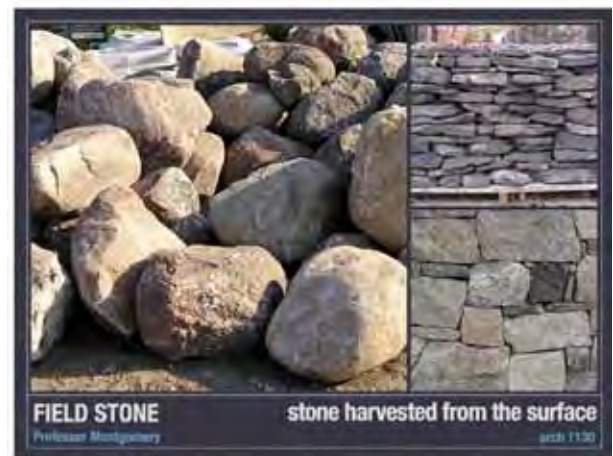 FIELD STONE
stone harvested from the surface
Professor Montgomery
arch 1130